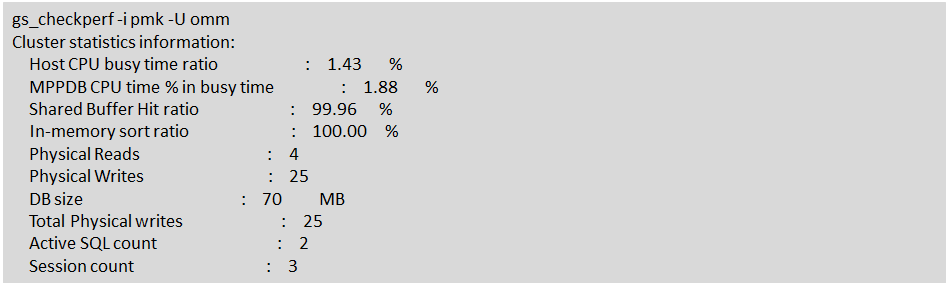 gs_checkperf -i pmk -U omm
Cluster statistics information:
Host CPU busy time ratio : 1.43 %
MPPDB CPU time % in busy time : 1.88 %
Shared Buffer Hit ratio : 99.96 %
In-memory sort ratio : 100.00 %
Physical Reads : 4
Physical Writes : 25
DB size : 70 MB
Total Physical writes : 25
Active SQL count : 2
Session count : 3